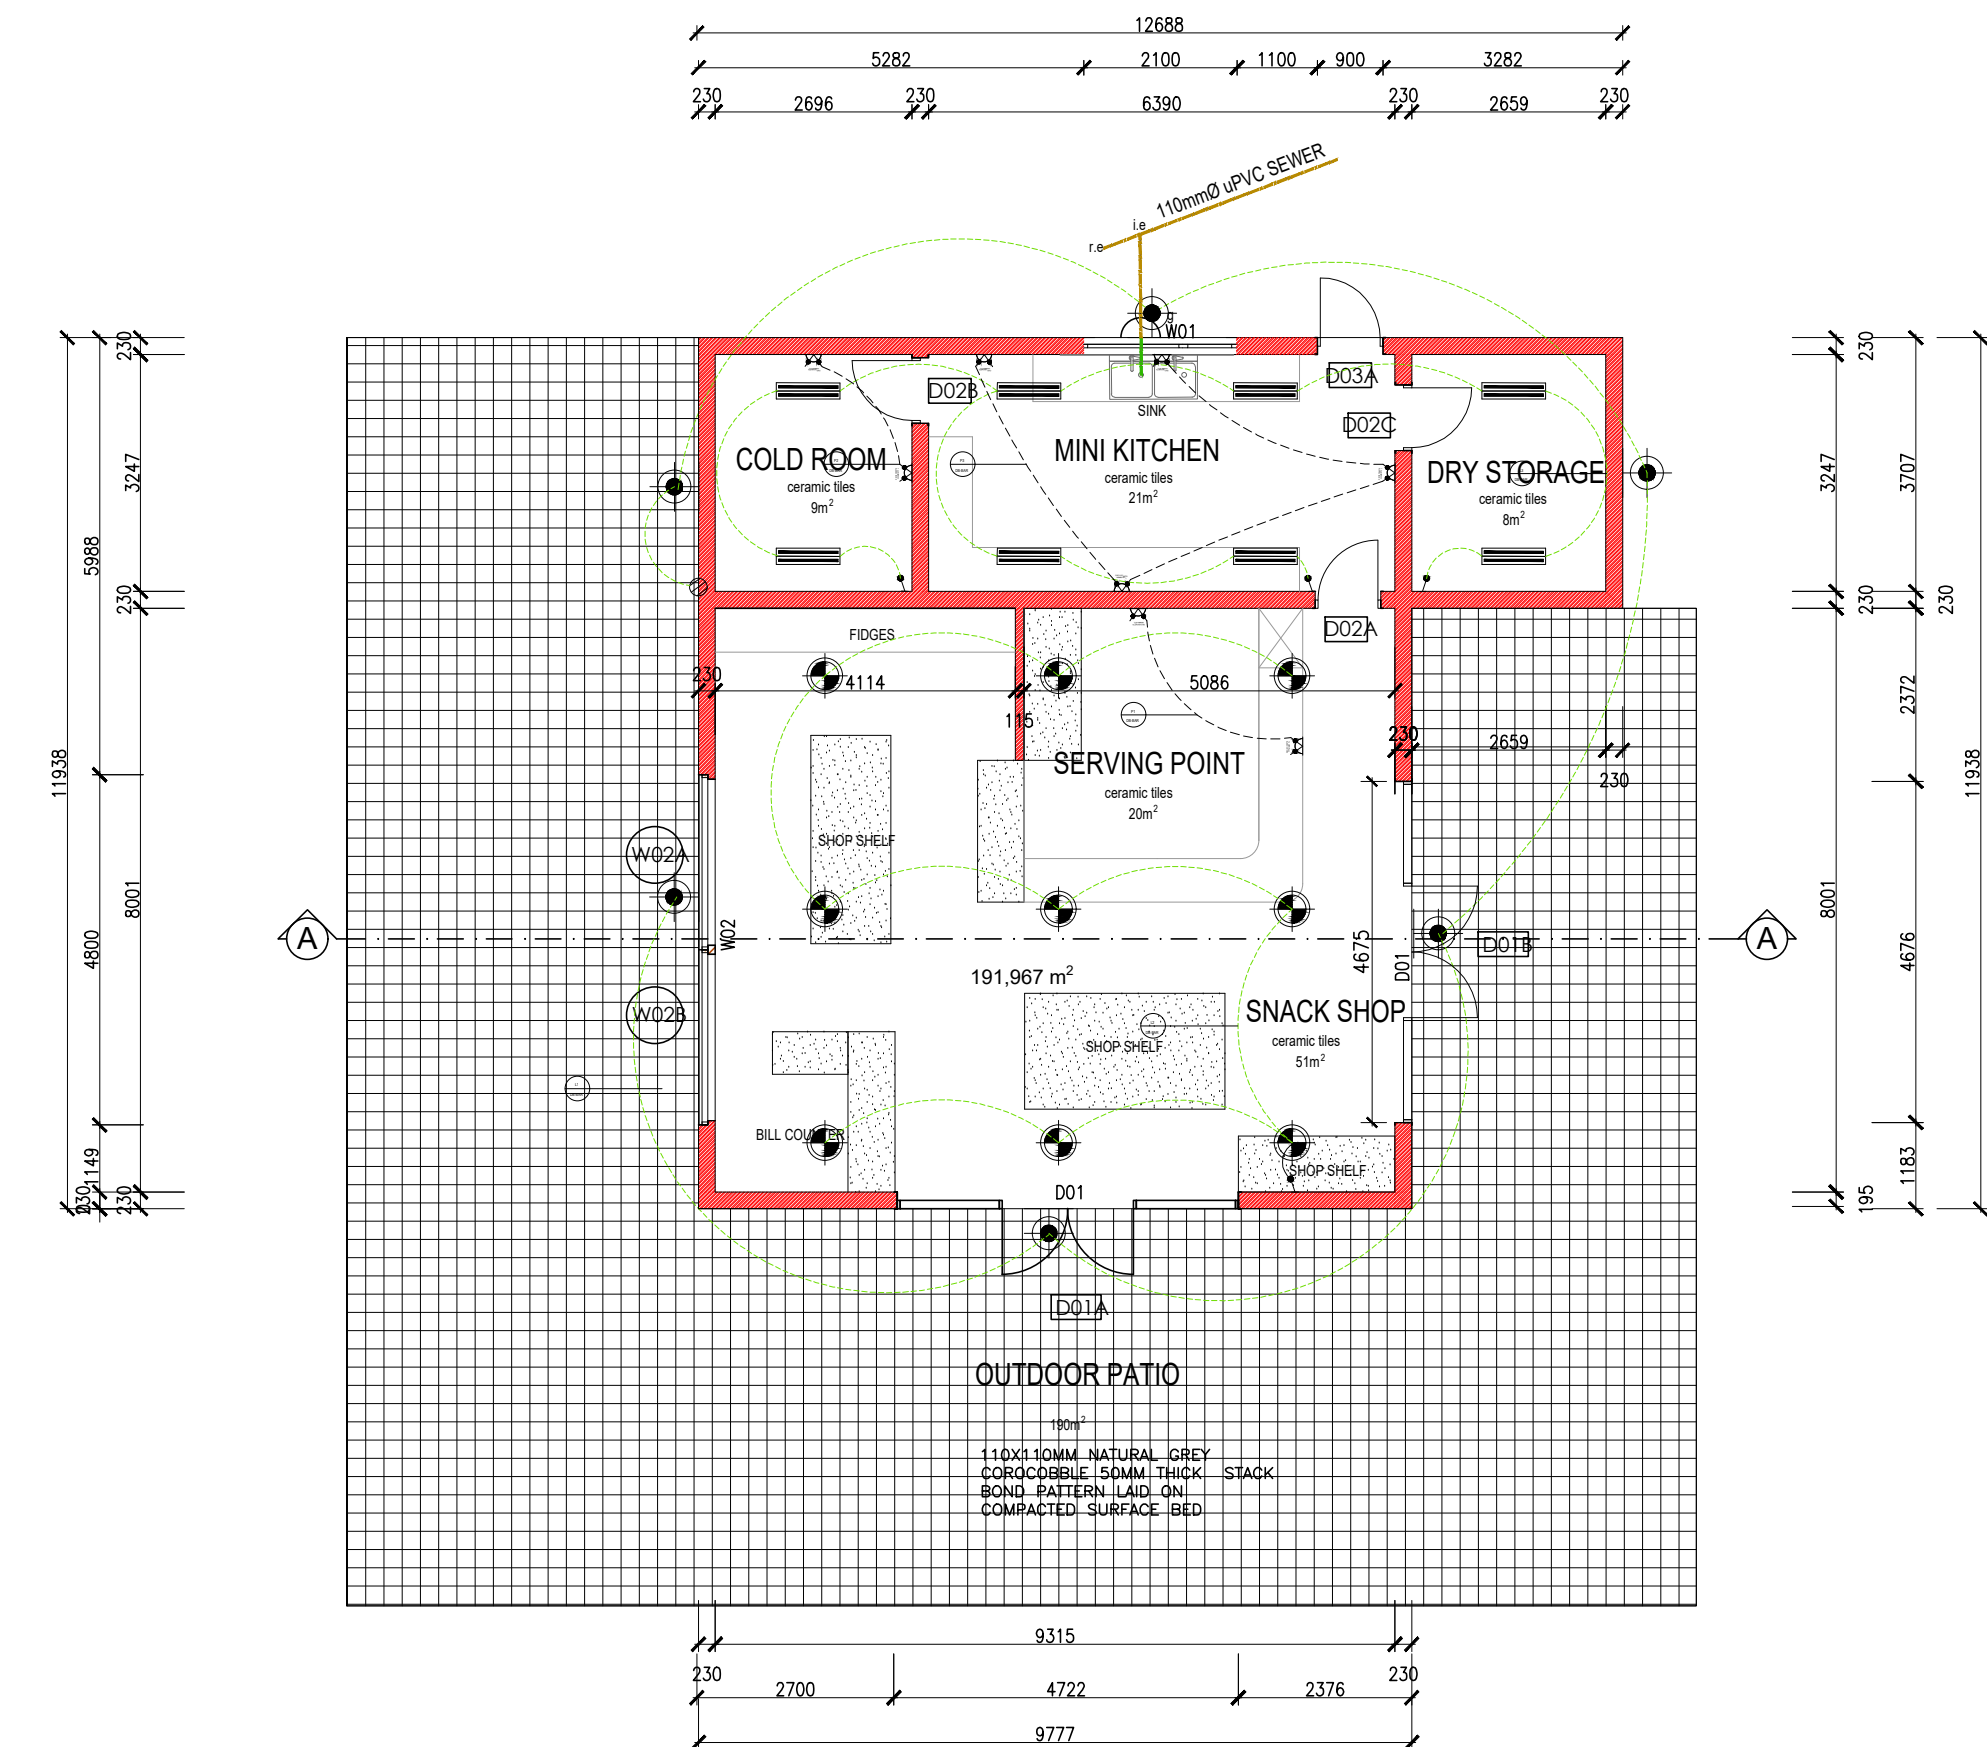 12688
5282 2100 1100 900 3282
230 2696 230 6390 230 2659 230
110mmØ uPVC SEWER
i.e
r.e
g
W01
D02B
D03A
D02C
SINK
COLD ROOM
ceramic tiles
9m²
MINI KITCHEN
ceramic tiles
21m²
DRY STORAGE
ceramic tiles
8m²
FIDGES
D02A
230 4114
115
5086
230 2659
230
SERVING POINT
ceramic tiles
20m²
SHOP SHELF
W02A
W02
W02B
A
A
191,967 m²
4675
D01
D01B
SNACK SHOP
ceramic tiles
51m²
SHOP SHELF
BILL COUNTER
SHOP SHELF
D01
D01A
OUTDOOR PATIO
190m²
110X110MM NATURAL GREY
COROCOBBLE 50MM THICK STACK
BOND PATTERN LAID ON
COMPACTED SURFACE BED
11938
5988
4800
1149
230
230
3247
230
8001
230
230
3247
230
8001
195
3707
230
2372
4676
1183
11938
9315
230 230
2700 4722 2376
9777